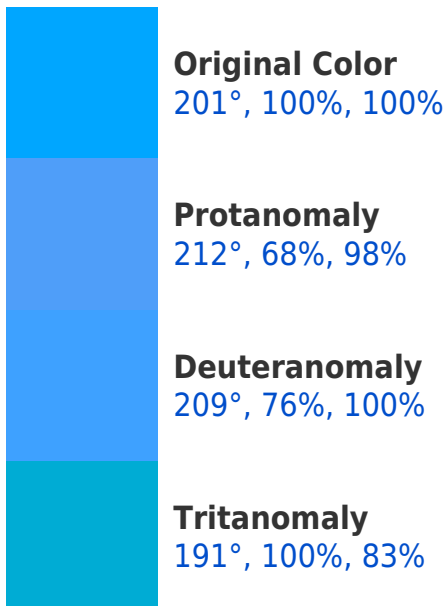 Original Color
201°, 100%, 100%
Protanomaly
212°, 68%, 98%
Deuteranomaly
209°, 76%, 100%
Tritanomaly
191°, 100%, 83%